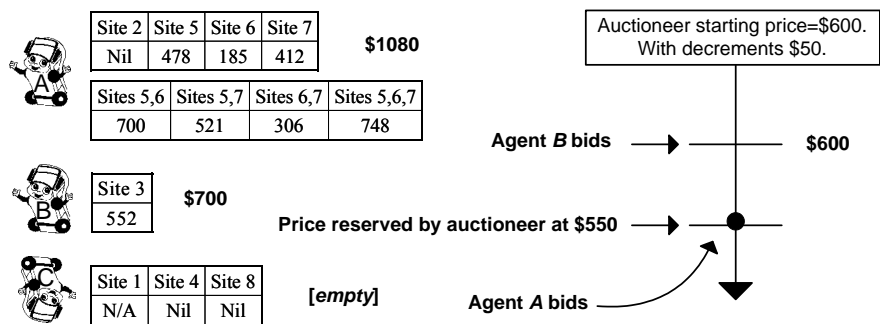 Site 2 Site 5 Site 6 Site 7
Nil 478 185 412
$1080
A
Sites 5,6 Sites 5,7 Sites 6,7 Sites 5,6,7
700 521 306 748
Site 3
552
$700
B
Site 1 Site 4 Site 8
N/A Nil Nil
[empty]
C
Auctioneer starting price=$600.
With decrements $50.
Agent B bids
$600
Price reserved by auctioneer at $550
Agent A bids